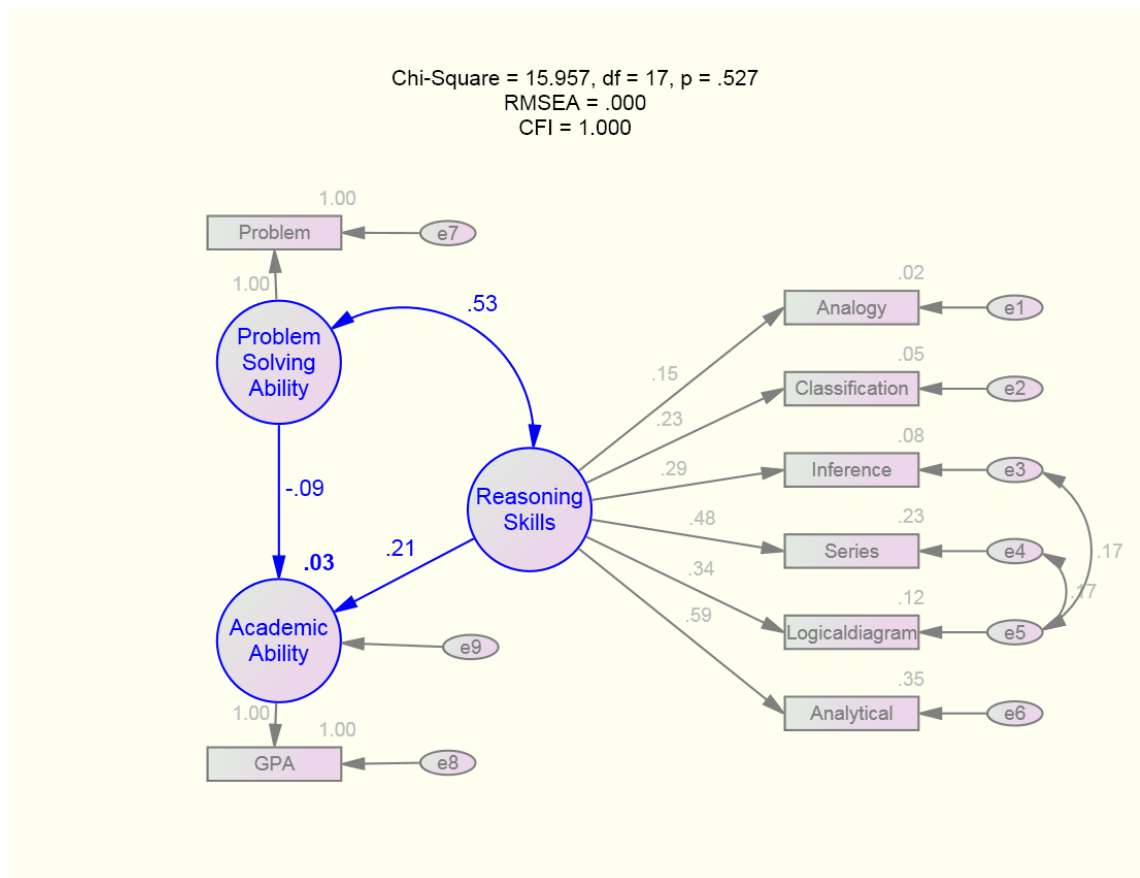 Chi-Square = 15.957, df = 17, p = .527
RMSEA = .000
CFI = 1.000
1.00
Problem
e7
1.00
Problem
Solving
Ability
.53
-.09
Reasoning
Skills
.21
.03
Academic
Ability
e9
1.00
1.00
GPA
e8
.02
Analogy
e1
.15
.05
Classification
e2
.23
.08
Inference
e3
.29
.23
Series
e4
.48
.17
.17
.12
Logicaldiagram
e5
.34
.35
Analytical
e6
.59